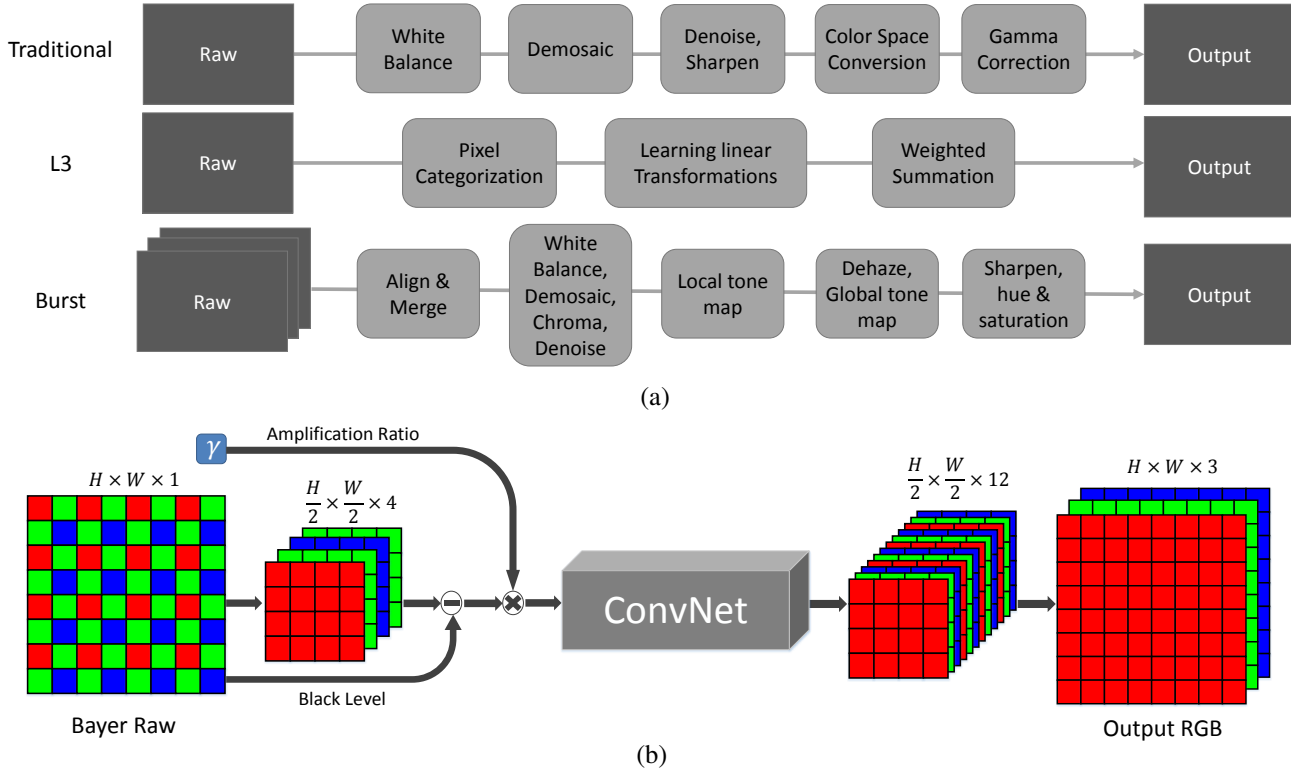 Traditional
Raw
White
Balance
Demosaic
Denoise,
Sharpen
Color Space
Conversion
Gamma
Correction
Output
L3
Raw
Pixel
Categorization
Learning linear
Transformations
Weighted
Summation
Output
Burst
Raw
Align &
Merge
White
Balance,
Demosaic,
Chroma,
Denoise
Local tone
map
Dehaze,
Global tone
map
Sharpen,
hue &
saturation
Output
(a)
γ
Amplification Ratio
H × W × 1
H/2 × W/2 × 4
Black Level
Bayer Raw
ConvNet
H/2 × W/2 × 12
H × W × 3
Output RGB
(b)